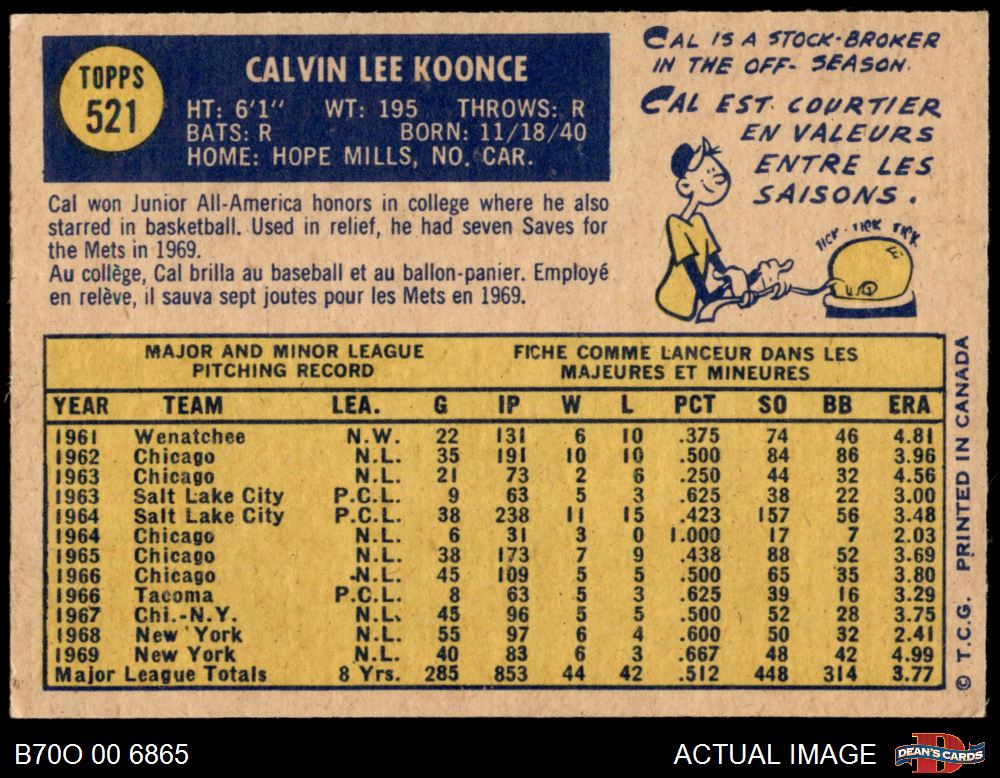 TOPPS
521
CALVIN LEE KOONCE
HT: 6'1" WT: 195 THROWS: R
BATS: R BORN: 11/18/40
HOME: HOPE MILLS, NO. CAR.
Cal won Junior All-America honors in college where he also
starred in basketball. Used in relief, he had seven Saves for
the Mets in 1969.
Au collège, Cal brilla au baseball et au ballon-panier. Employé
en relève, il sauva sept joutes pour les Mets en 1969.
CAL IS A STOCK-BROKER
IN THE OFF- SEASON.
CAL EST COURTIER
EN VALEURS
ENTRE LES
SAISONS.
TICK - TICK TICK
MAJOR AND MINOR LEAGUE
PITCHING RECORD
FICHE COMME LANCEUR DANS LES
MAJEURES ET MINEURES
YEAR TEAM LEA. G IP W L PCT SO BB ERA
1961 Wenatchee N.W. 22 131 6 10 .375 74 46 4.81
1962 Chicago N.L. 35 191 10 10 .500 84 86 3.96
1963 Chicago N.L. 21 73 2 6 .250 44 32 4.56
1963 Salt Lake City P.C.L. 9 63 5 3 .625 38 22 3.00
1964 Salt Lake City P.C.L. 38 238 11 15 .423 157 56 3.48
1964 Chicago N.L. 6 31 3 0 1.000 17 7 2.03
1965 Chicago N.L. 38 173 7 9 .438 88 52 3.69
1966 Chicago N.L. 45 109 5 5 .500 65 35 3.80
1966 Tacoma P.C.L. 8 63 5 3 .625 39 16 3.29
1967 Chi.-N.Y. N.L. 45 96 5 5 .500 52 28 3.75
1968 New York N.L. 55 97 6 4 .600 50 32 2.41
1969 New York N.L. 40 83 6 3 .667 48 42 4.99
Major League Totals 8 Yrs. 285 853 44 42 .512 448 314 3.77
© T.C.G. PRINTED IN CANADA
B70O 00 6865
ACTUAL IMAGE
DEAN'S CARDS